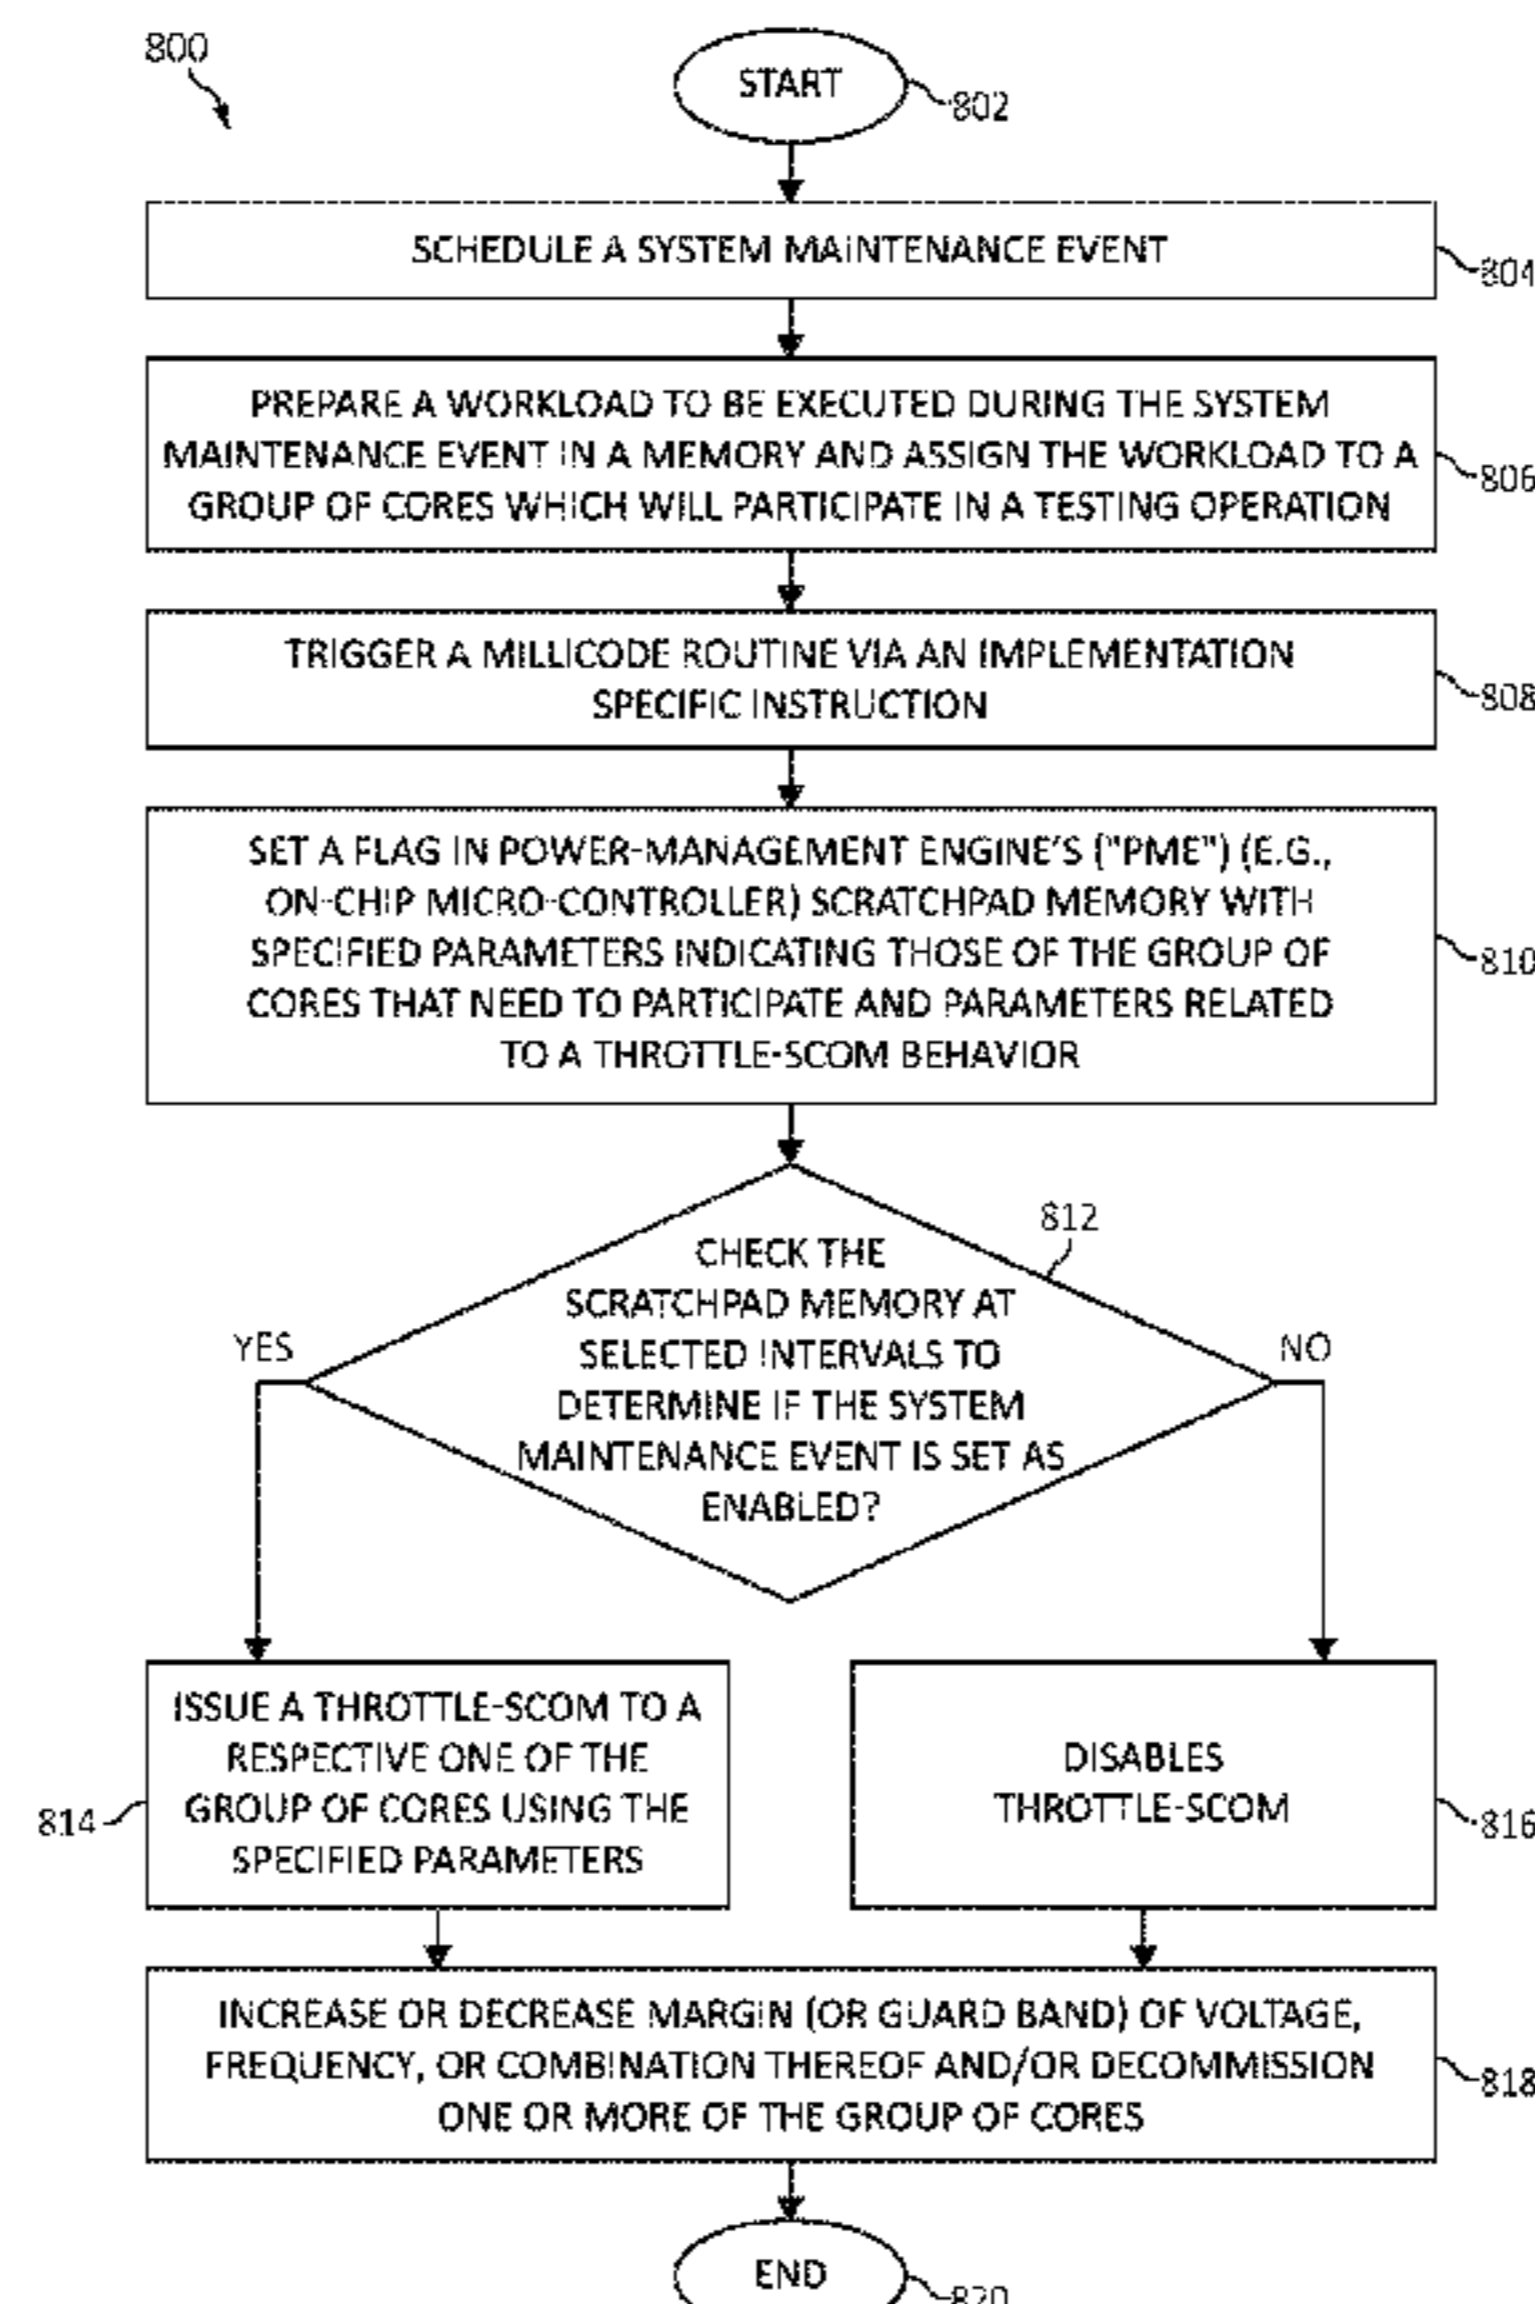 800
START
802
SCHEDULE A SYSTEM MAINTENANCE EVENT
804
PREPARE A WORKLOAD TO BE EXECUTED DURING THE SYSTEM
MAINTENANCE EVENT IN A MEMORY AND ASSIGN THE WORKLOAD TO A
GROUP OF CORES WHICH WILL PARTICIPATE IN A TESTING OPERATION
806
TRIGGER A MILLICODE ROUTINE VIA AN IMPLEMENTATION
SPECIFIC INSTRUCTION
808
SET A FLAG IN POWER-MANAGEMENT ENGINE'S ("PME") (E.G.,
ON-CHIP MICRO-CONTROLLER) SCRATCHPAD MEMORY WITH
SPECIFIED PARAMETERS INDICATING THOSE OF THE GROUP OF
CORES THAT NEED TO PARTICIPATE AND PARAMETERS RELATED
TO A THROTTLE-SCOM BEHAVIOR
810
812
CHECK THE
SCRATCHPAD MEMORY AT
SELECTED INTERVALS TO
DETERMINE IF THE SYSTEM
MAINTENANCE EVENT IS SET AS
ENABLED?
YES
NO
ISSUE A THROTTLE-SCOM TO A
RESPECTIVE ONE OF THE
GROUP OF CORES USING THE
SPECIFIED PARAMETERS
814
DISABLES
THROTTLE-SCOM
816
INCREASE OR DECREASE MARGIN (OR GUARD BAND) OF VOLTAGE,
FREQUENCY, OR COMBINATION THEREOF AND/OR DECOMMISSION
ONE OR MORE OF THE GROUP OF CORES
818
END
820